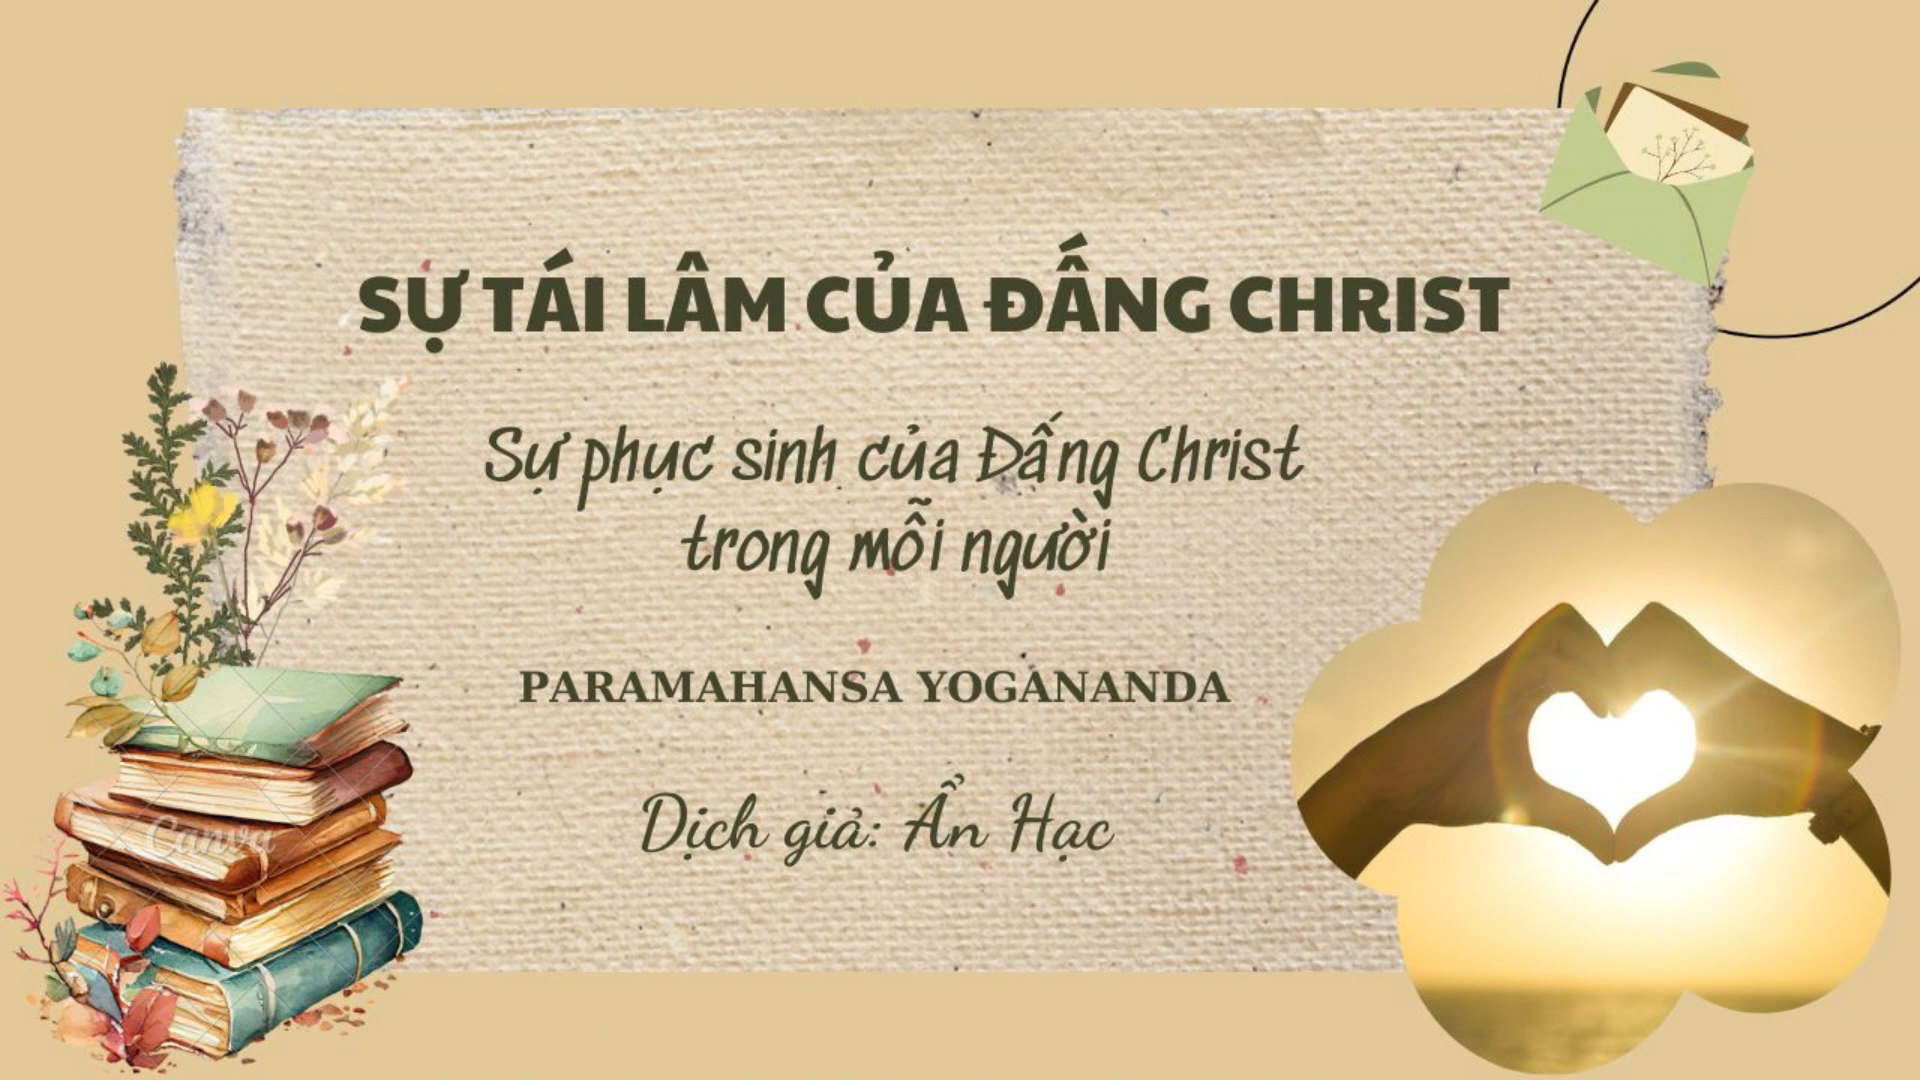 SỰ TÁI LÂM CỦA ĐẤNG CHRIST
Sự phục sinh của Đấng Christ
trong mỗi người
PARAMAHANSA YOGANANDA
Dịch giả: Ẩn Hạc
Canva